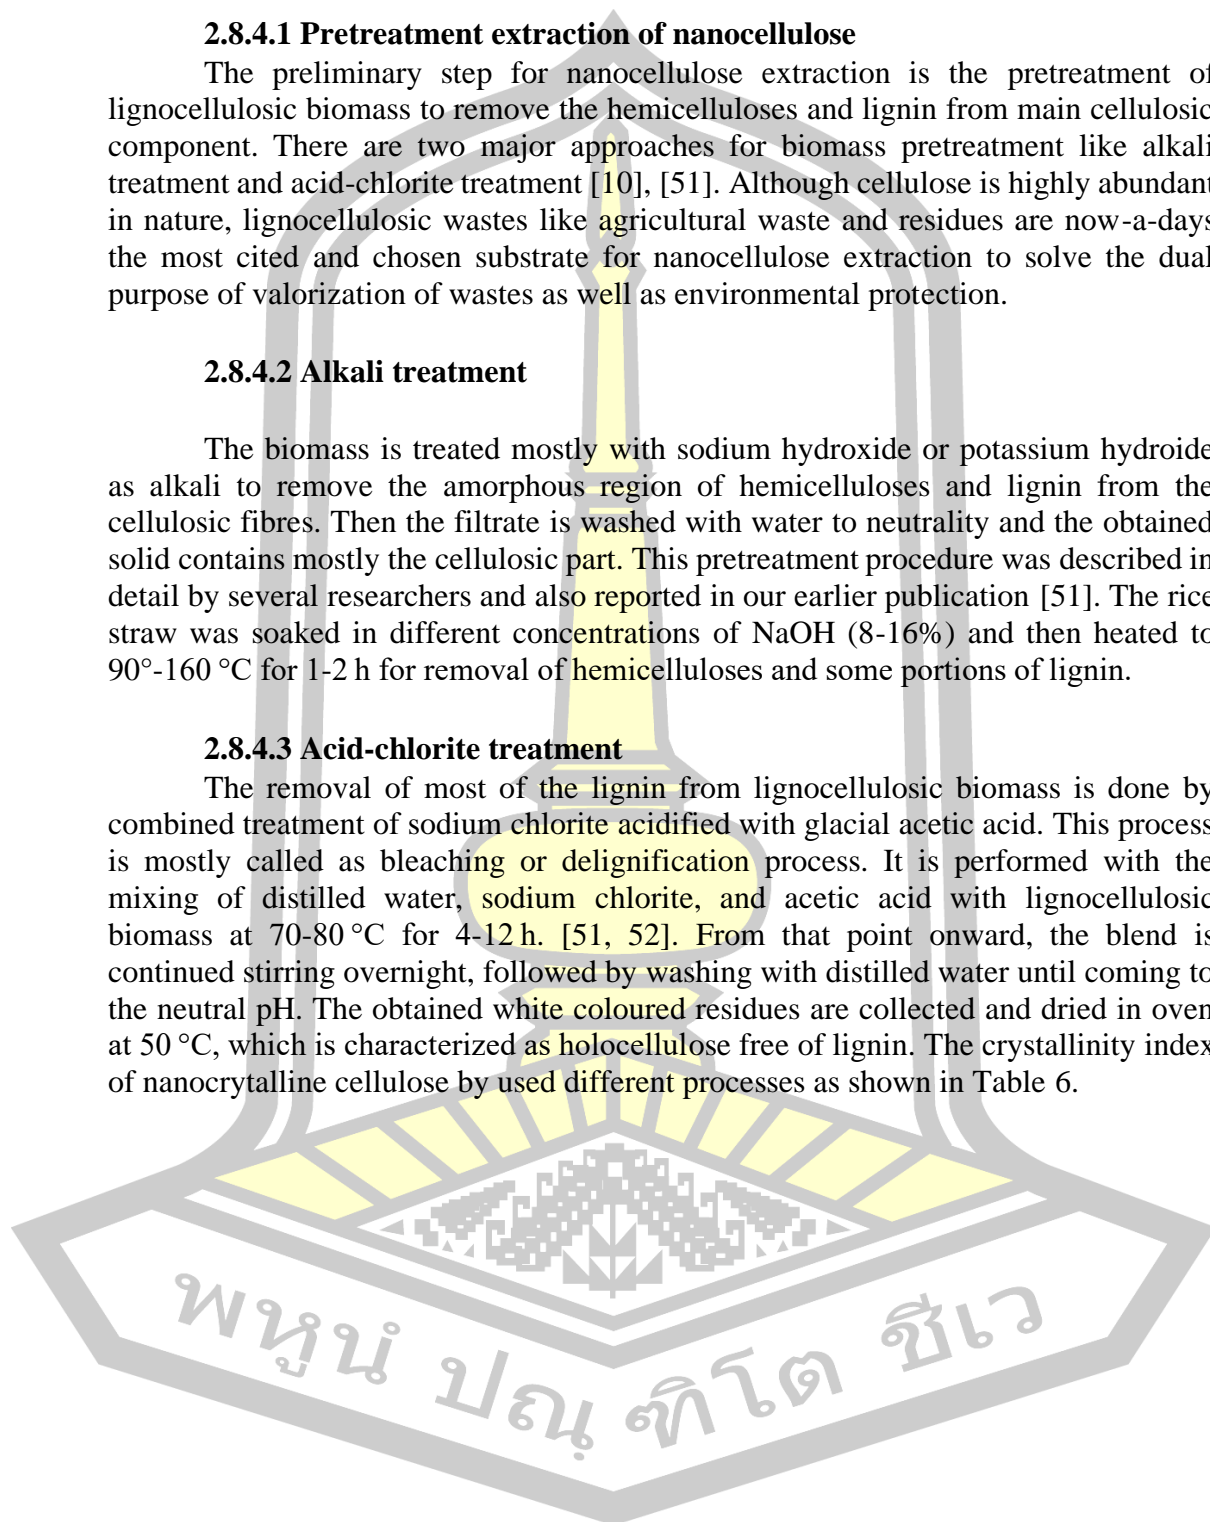 2.8.4.1 Pretreatment extraction of nanocellulose
The preliminary step for nanocellulose extraction is the pretreatment of
lignocellulosic biomass to remove the hemicelluloses and lignin from main cellulosic
component. There are two major approaches for biomass pretreatment like alkali
treatment and acid-chlorite treatment [10], [51]. Although cellulose is highly abundant
in nature, lignocellulosic wastes like agricultural waste and residues are now-a-days
the most cited and chosen substrate for nanocellulose extraction to solve the dual
purpose of valorization of wastes as well as environmental protection.
2.8.4.2 Alkali treatment
The biomass is treated mostly with sodium hydroxide or potassium hydroide
as alkali to remove the amorphous region of hemicelluloses and lignin from the
cellulosic fibres. Then the filtrate is washed with water to neutrality and the obtained
solid contains mostly the cellulosic part. This pretreatment procedure was described in
detail by several researchers and also reported in our earlier publication [51]. The rice
straw was soaked in different concentrations of NaOH (8-16%) and then heated to
90°-160 °C for 1-2 h for removal of hemicelluloses and some portions of lignin.
2.8.4.3 Acid-chlorite treatment
The removal of most of the lignin from lignocellulosic biomass is done by
combined treatment of sodium chlorite acidified with glacial acetic acid. This process
is mostly called as bleaching or delignification process. It is performed with the
mixing of distilled water, sodium chlorite, and acetic acid with lignocellulosic
biomass at 70-80 °C for 4-12 h. [51, 52]. From that point onward, the blend is
continued stirring overnight, followed by washing with distilled water until coming to
the neutral pH. The obtained white coloured residues are collected and dried in oven
at 50 °C, which is characterized as holocellulose free of lignin. The crystallinity index
of nanocrytalline cellulose by used different processes as shown in Table 6.
พหูนํ ปณฺ ฑิโต ชีเว